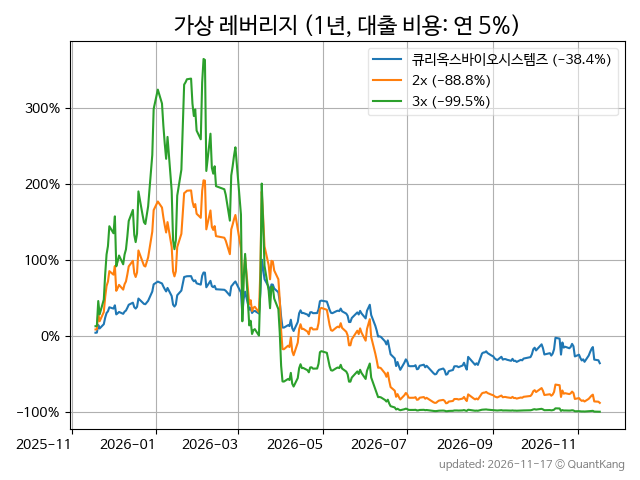 가상 레버리지 (1년, 대출 비용: 연 5%)
큐리옥스바이오시스템즈 (−38.4%)
2x (−88.8%)
3x (−99.5%)
300%
200%
100%
0%
−100%
2025-11
2026-01
2026-03
2026-05
2026-07
2026-09
2026-11
updated: 2026-11-17 © QuantKang